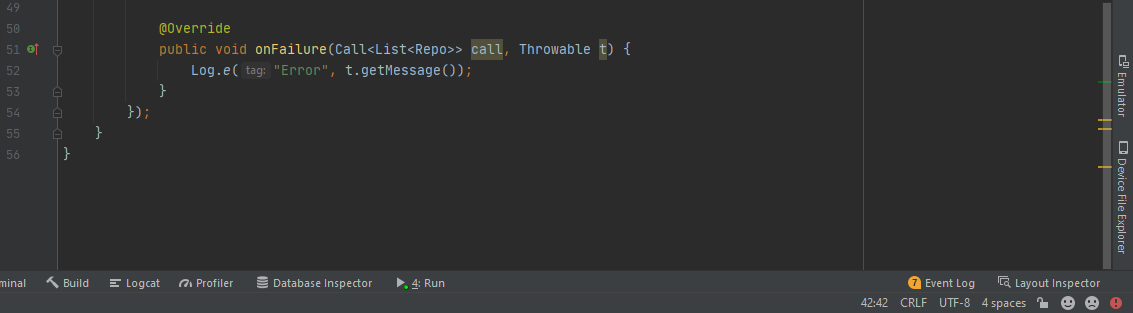 49
50 @Override
51 public void onFailure(Call<List<Repo>> call, Throwable t) {
52 Log.e( tag: "Error", t.getMessage());
53 }
54 });
55 }
56 }
Emulator
Device File Explorer
minal Build Logcat Profiler Database Inspector 4: Run 7 Event Log Layout Inspector
42:42 CRLF UTF-8 4 spaces